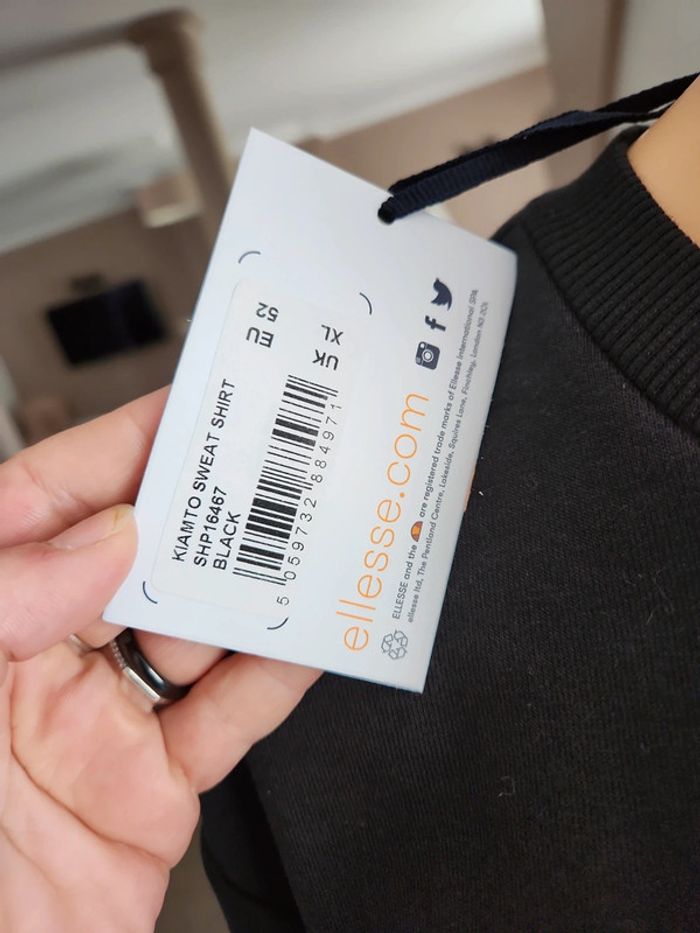 KIAMTO SWEAT SHIRT
SHP16467
BLACK
EU
52
UK
XL
5 059732 884971
ellesse.com
ELLESSE and the are registered trade marks of Ellesse International SPA
ellesse ltd, The Pentland Centre, Lakeside, Squires Lane, Finchley, London N3 2QL